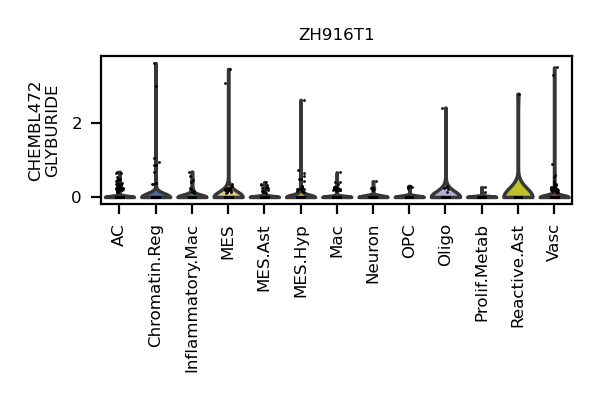 ZH916T1
CHEMBL472
GLYBURIDE
2
0
AC
Chromatin.Reg
Inflammatory.Mac
MES
MES.Ast
MES.Hyp
Mac
Neuron
OPC
Oligo
Prolif.Metab
Reactive.Ast
Vasc